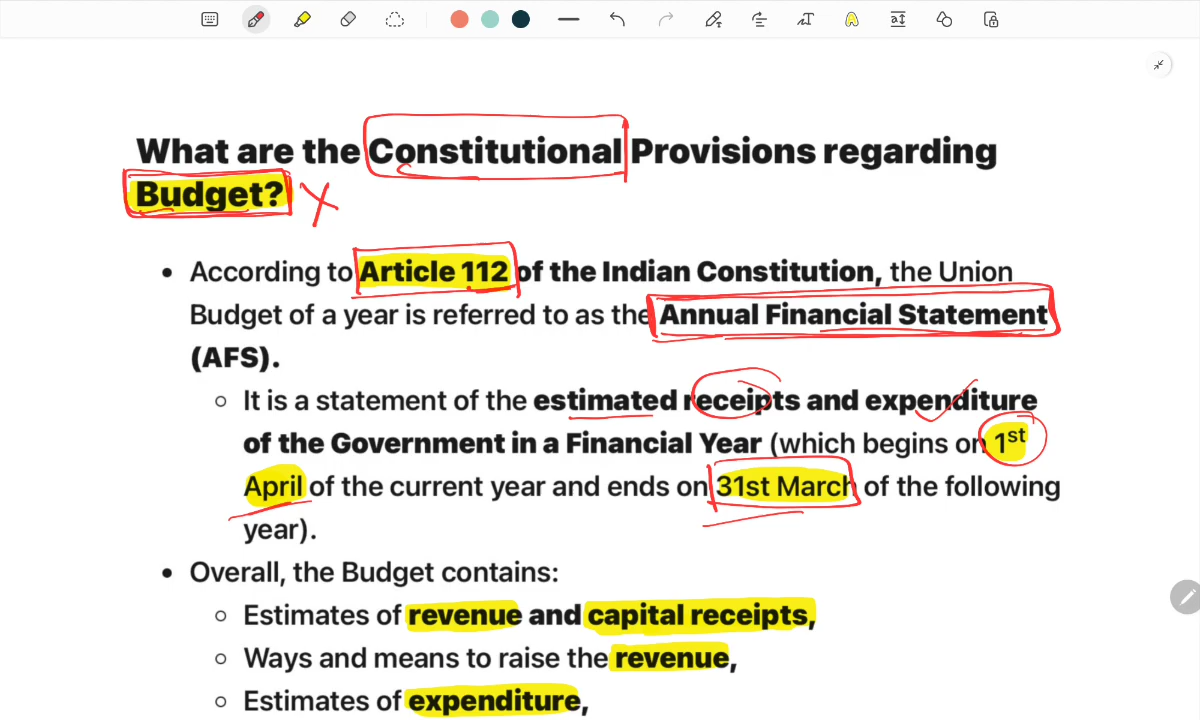 What are the Constitutional Provisions regarding
Budget? X
• According to Article 112 of the Indian Constitution, the Union
Budget of a year is referred to as the Annual Financial Statement
(AFS).
○ It is a statement of the estimated receipts and expenditure
of the Government in a Financial Year (which begins on 1st
April of the current year and ends on 31st March of the following
year).
• Overall, the Budget contains:
○ Estimates of revenue and capital receipts,
○ Ways and means to raise the revenue,
○ Estimates of expenditure,